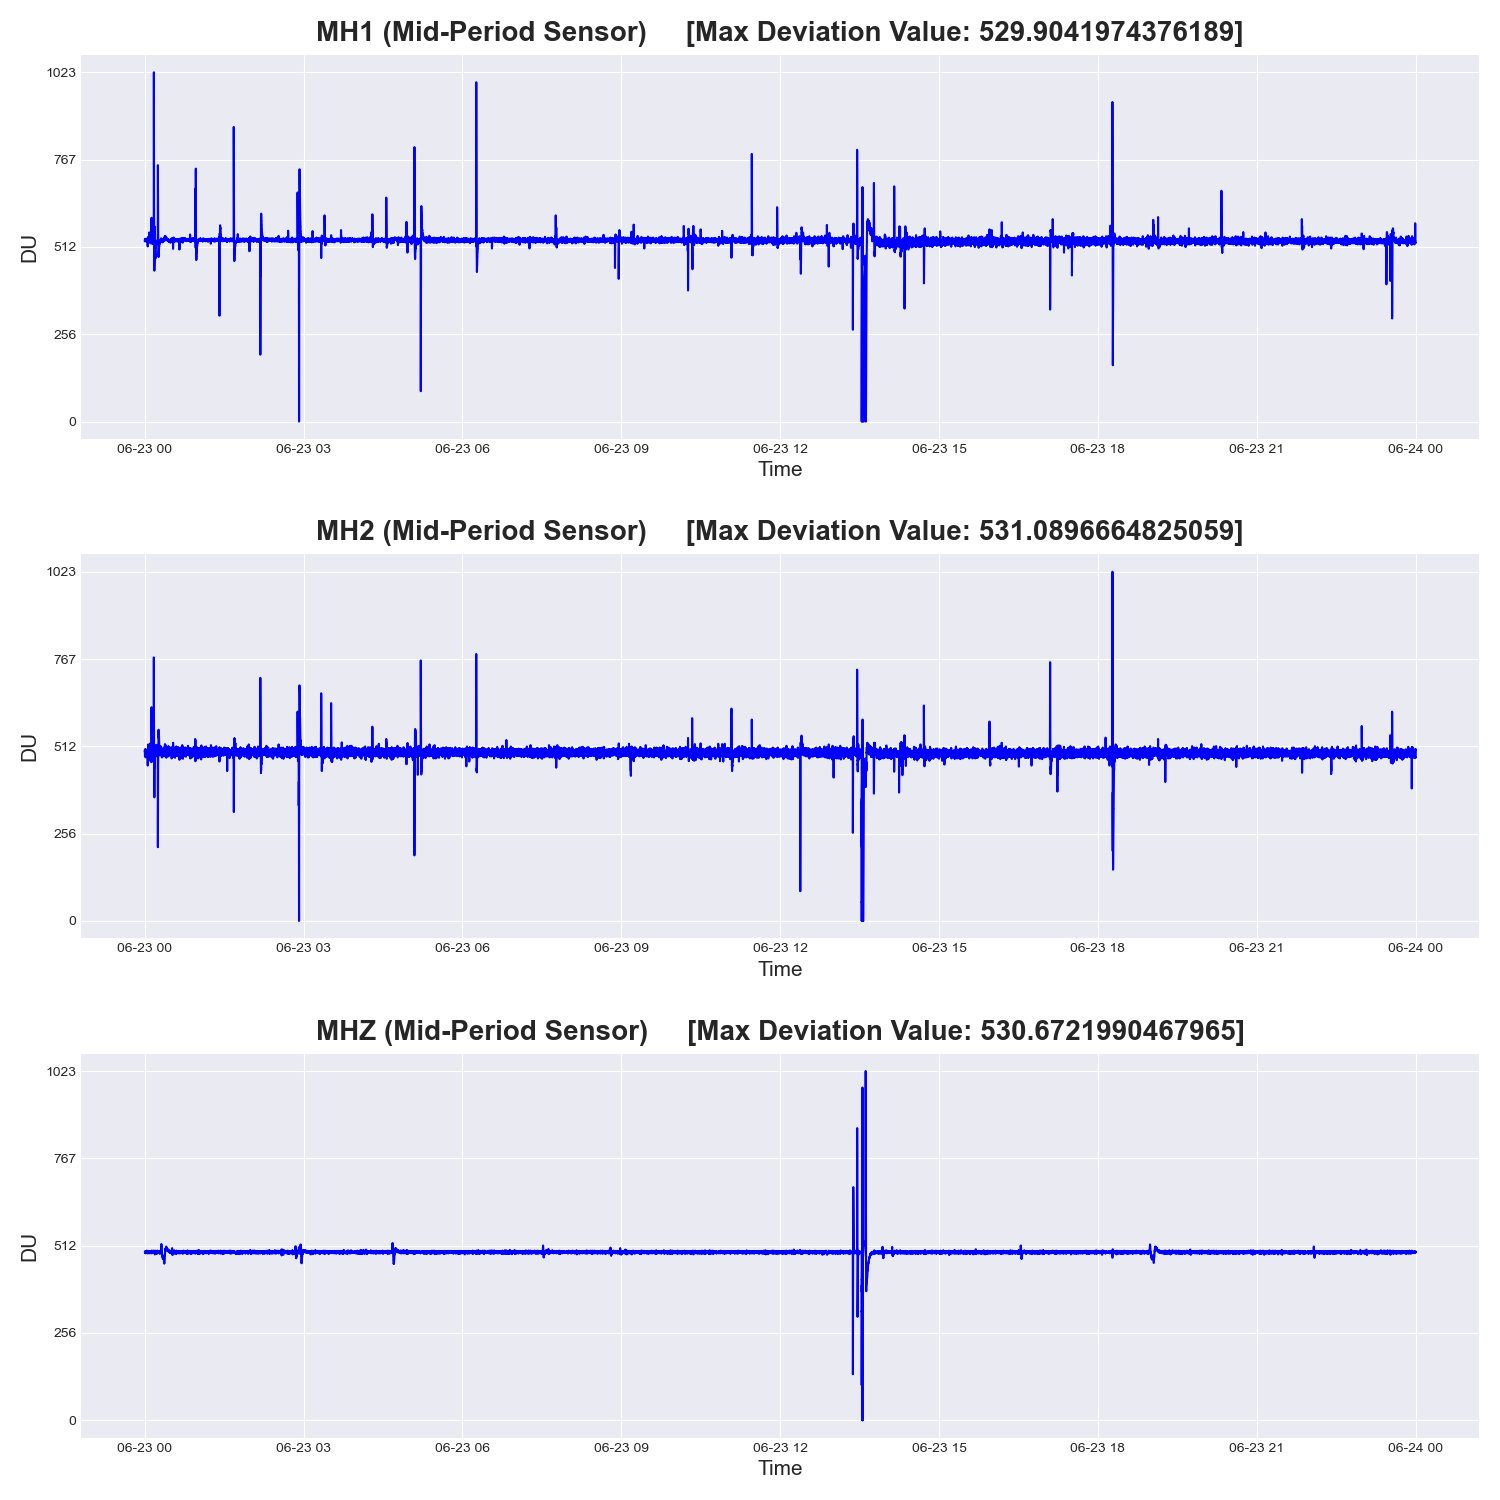 MH1 (Mid-Period Sensor)     [Max Deviation Value: 529.9041974376189]
1023
767
512
256
0
DU
06-23 00 06-23 03 06-23 06 06-23 09 06-23 12 06-23 15 06-23 18 06-23 21 06-24 00
Time
MH2 (Mid-Period Sensor)     [Max Deviation Value: 531.0896664825059]
1023
767
512
256
0
DU
06-23 00 06-23 03 06-23 06 06-23 09 06-23 12 06-23 15 06-23 18 06-23 21 06-24 00
Time
MHZ (Mid-Period Sensor)     [Max Deviation Value: 530.6721990467965]
1023
767
512
256
0
DU
06-23 00 06-23 03 06-23 06 06-23 09 06-23 12 06-23 15 06-23 18 06-23 21 06-24 00
Time